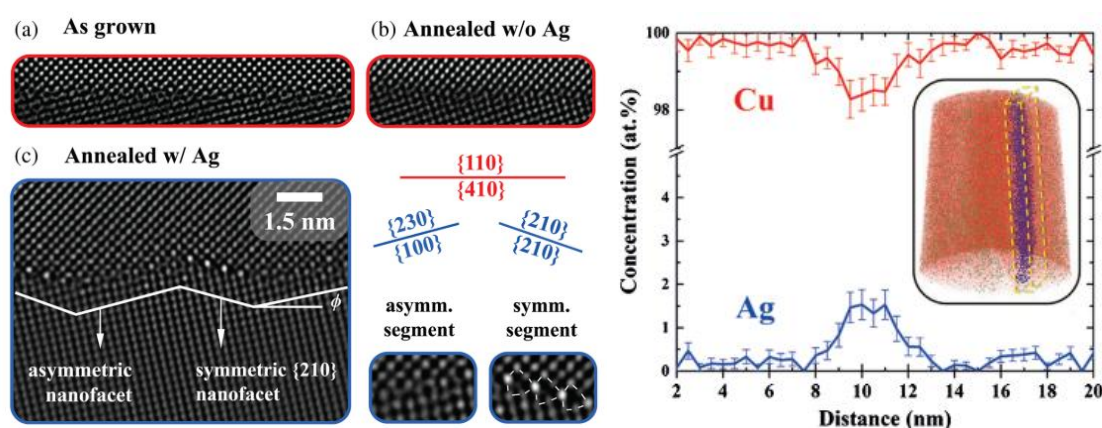 (a) As grown
(b) Annealed w/o Ag
(c) Annealed w/ Ag
1.5 nm
ϕ
asymmetric
nanofacet
symmetric {210}
nanofacet
{110}
{410}
{230}
{100}
{210}
{210}
asymm.
segment
symm.
segment
Concentration (at.%)
100
98
4
3
2
1
0
Cu
Ag
2 4 6 8 10 12 14 16 18 20
Distance (nm)